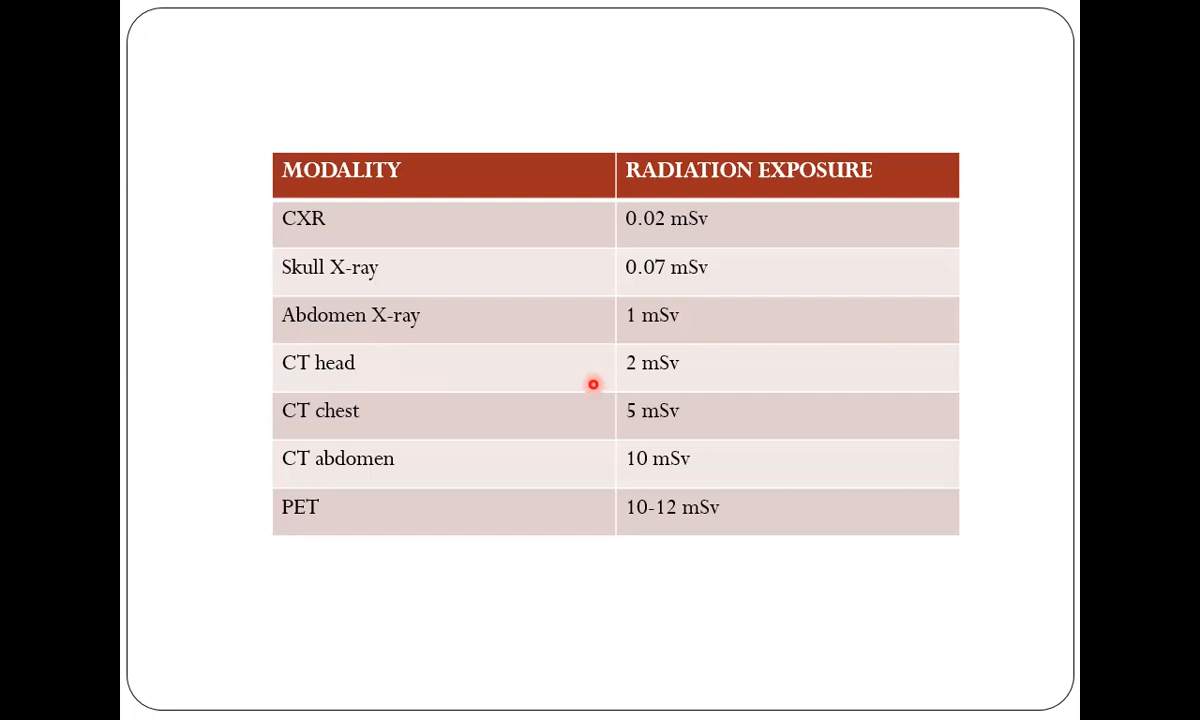 MODALITY RADIATION EXPOSURE
CXR 0.02 mSv
Skull X-ray 0.07 mSv
Abdomen X-ray 1 mSv
CT head 2 mSv
CT chest 5 mSv
CT abdomen 10 mSv
PET 10-12 mSv